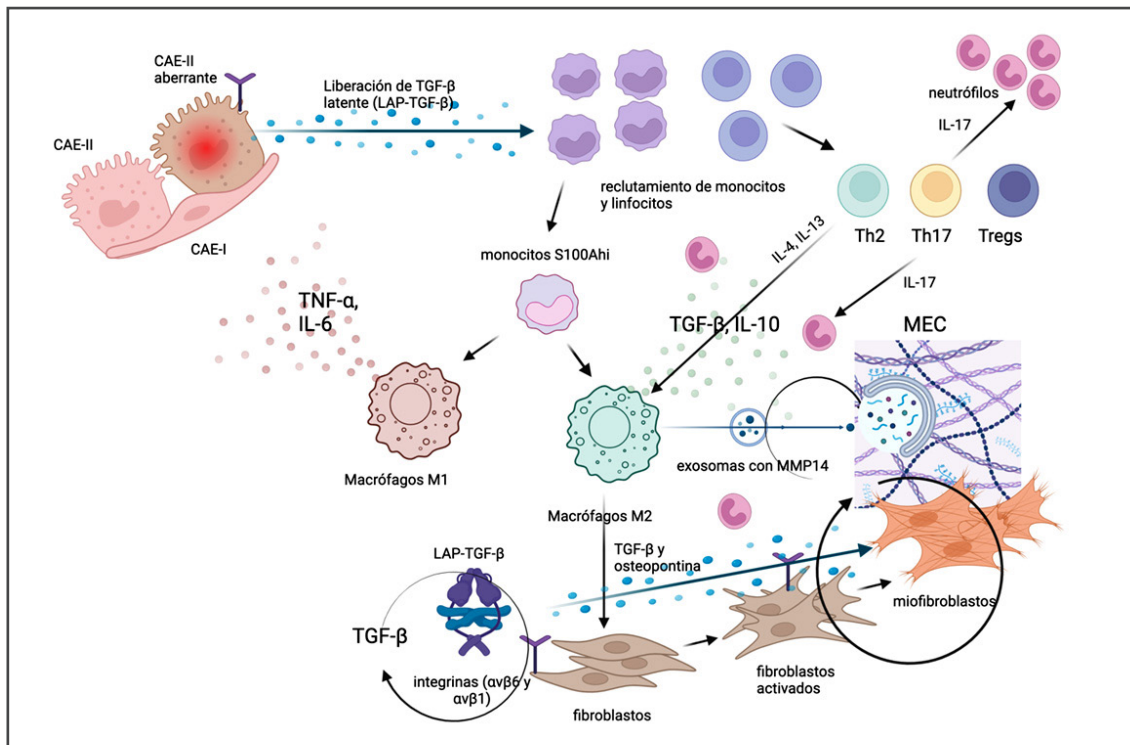 CAE-II
aberrante
Liberación de TGF-β
latente (LAP-TGF-β)
neutrófilos
IL-17
CAE-II
reclutamiento de monocitos
y linfocitos
Th2
Th17
Tregs
CAE-I
monocitos S100Ahi
IL-4, IL-13
IL-17
TNF-α,
IL-6
TGF-β, IL-10
MEC
exosomas con MMP14
Macrófagos M1
Macrófagos M2
LAP-TGF-β
TGF-β y
osteopontina
miofibroblastos
TGF-β
integrinas (αvβ6 y
αvβ1)
fibroblastos
fibroblastos
activados